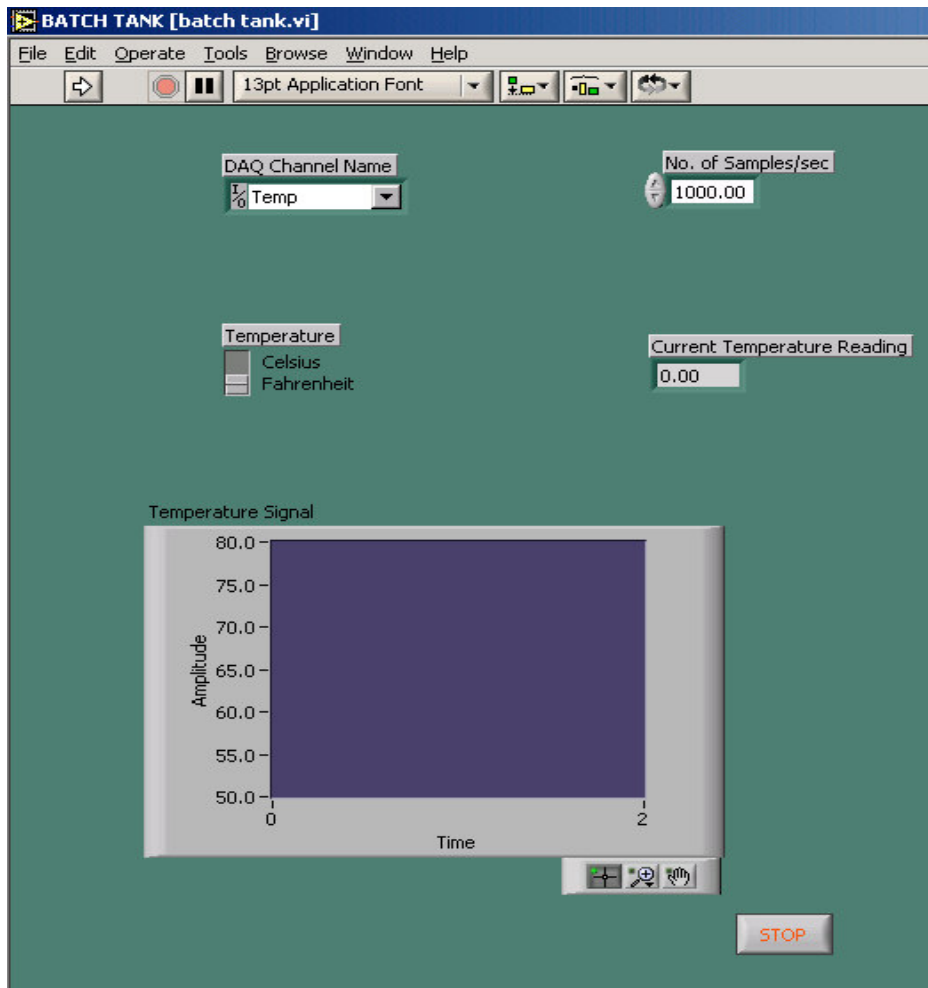 BATCH TANK [batch tank.vi]
File Edit Operate Tools Browse Window Help
13pt Application Font
DAQ Channel Name
I/O Temp
No. of Samples/sec
1000.00
Temperature
Celsius
Fahrenheit
Current Temperature Reading
0.00
Temperature Signal
80.0
75.0
70.0
65.0
60.0
55.0
50.0
Amplitude
0 2
Time
STOP